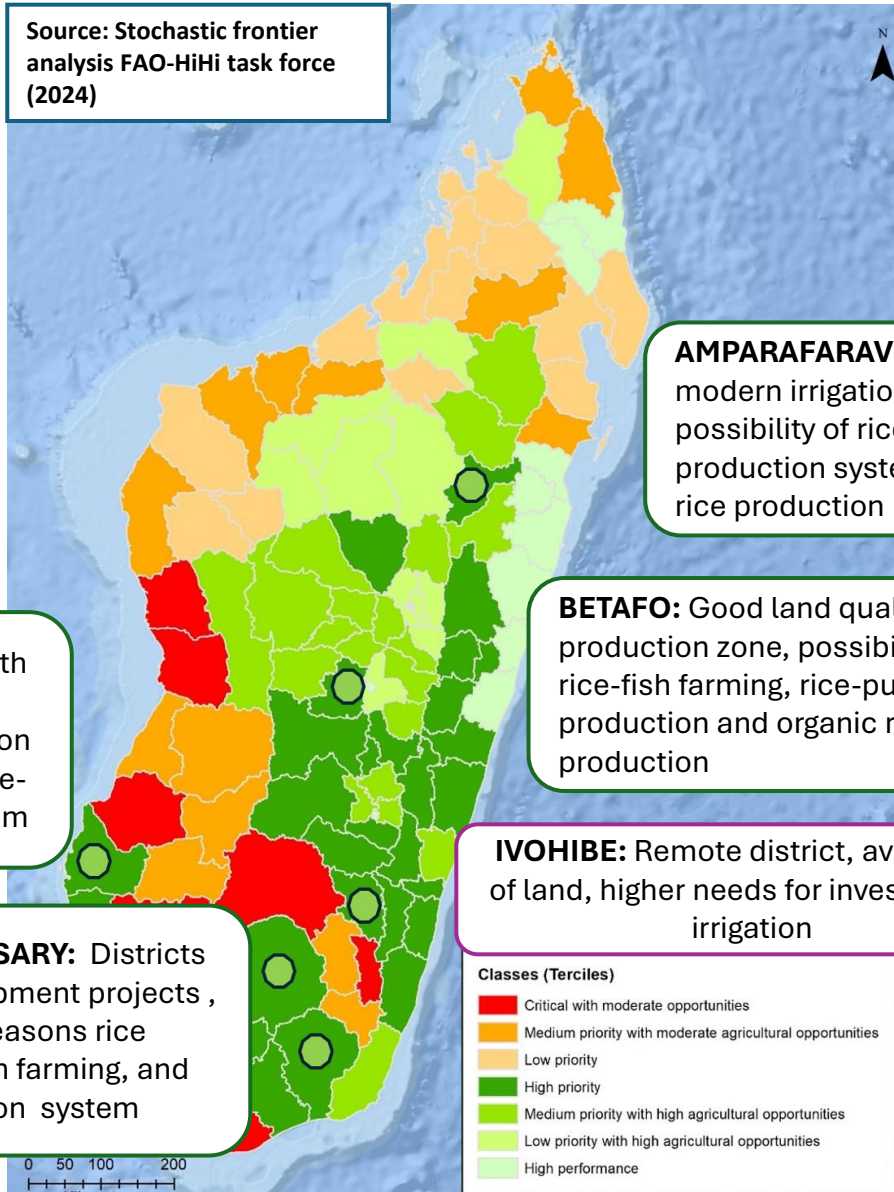 Source: Stochastic frontier
analysis FAO-HiHi task force
(2024)
N
AMPARAFARAV
modern irrigatio
possibility of ric
production syste
rice production
BETAFO: Good land qual
production zone, possibi
rice-fish farming, rice-pu
production and organic r
production
th
on
e-
m
IVOHIBE: Remote district, av
of land, higher needs for inves
irrigation
SARY: Districts
pment projects ,
easons rice
n farming, and
on system
Classes (Terciles)
Critical with moderate opportunities
Medium priority with moderate agricultural opportunities
Low priority
High priority
Medium priority with high agricultural opportunities
Low priority with high agricultural opportunities
High performance
0 50 100 200